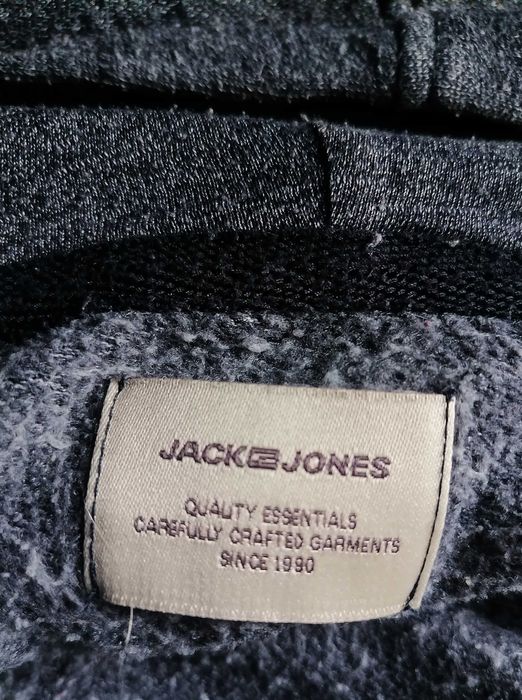 JACK&JONES
QUALITY ESSENTIALS
CAREFULLY CRAFTED GARMENTS
SINCE 1990